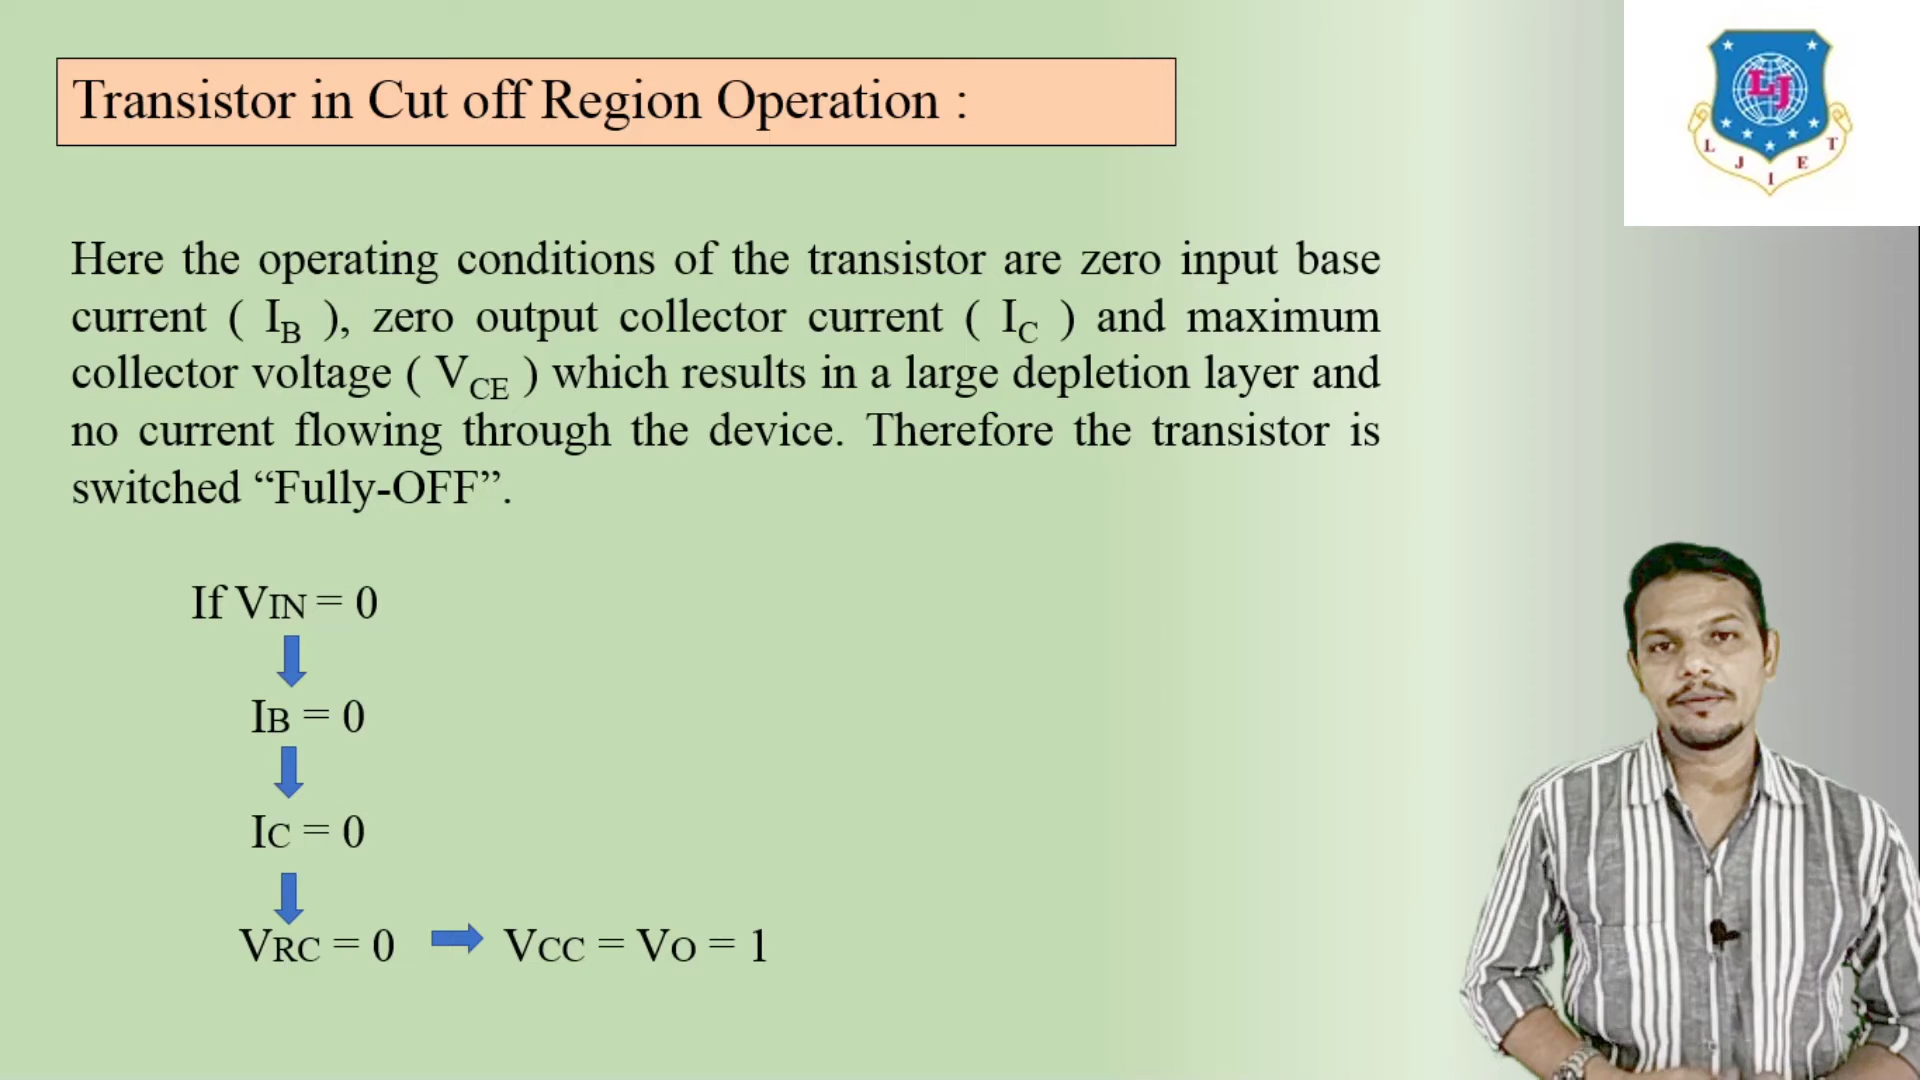 Transistor in Cut off Region Operation :
LJ
L J I E T
Here the operating conditions of the transistor are zero input base
current ( IB ), zero output collector current ( IC ) and maximum
collector voltage ( VCE ) which results in a large depletion layer and
no current flowing through the device. Therefore the transistor is
switched “Fully-OFF”.
If VIN = 0
IB = 0
IC = 0
VRC = 0 VCC = VO = 1